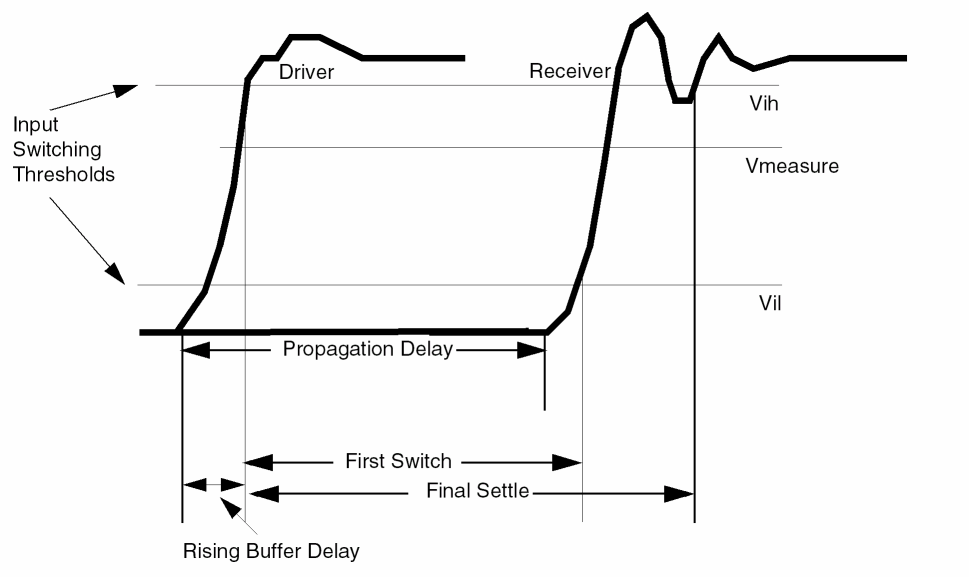 Driver
Receiver
Vih
Input
Switching
Thresholds
Vmeasure
Vil
Propagation Delay
First Switch
Final Settle
Rising Buffer Delay